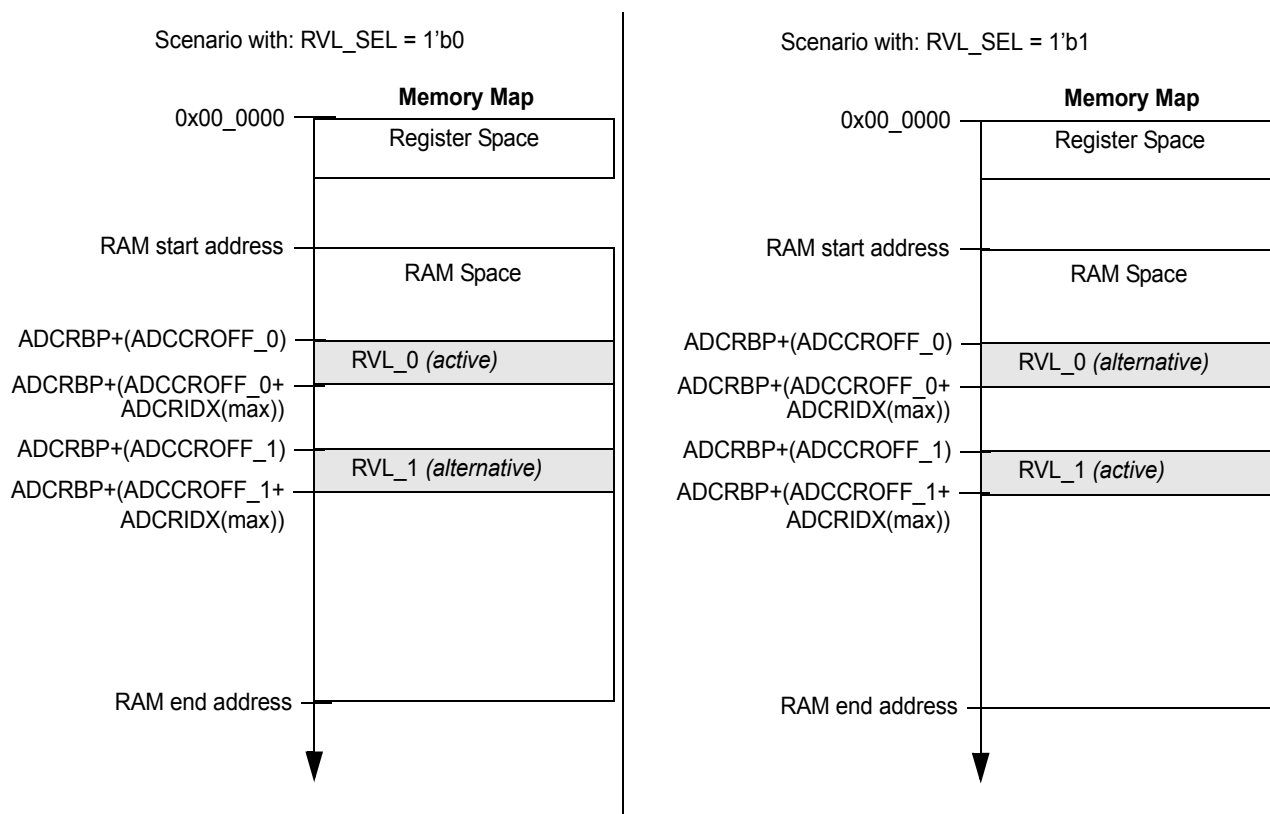 Scenario with: RVL_SEL = 1'b0
Memory Map
0x00_0000
Register Space
RAM start address
RAM Space
ADCRBP+(ADCCROFF_0)
RVL_0 (active)
ADCRBP+(ADCCROFF_0+
ADCRIDX(max))
ADCRBP+(ADCCROFF_1)
RVL_1 (alternative)
ADCRBP+(ADCCROFF_1+
ADCRIDX(max))
RAM end address
Scenario with: RVL_SEL = 1'b1
Memory Map
0x00_0000
Register Space
RAM start address
RAM Space
ADCRBP+(ADCCROFF_0)
RVL_0 (alternative)
ADCRBP+(ADCCROFF_0+
ADCRIDX(max))
ADCRBP+(ADCCROFF_1)
RVL_1 (active)
ADCRBP+(ADCCROFF_1+
ADCRIDX(max))
RAM end address